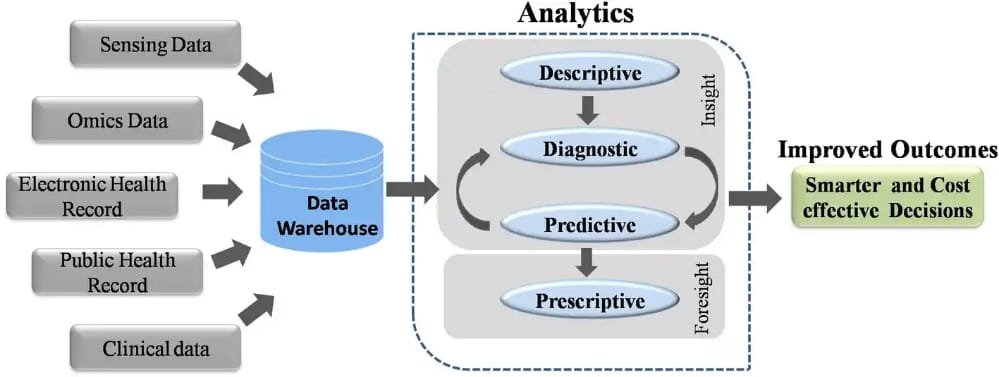 Sensing Data
Omics Data
Electronic Health
Record
Public Health
Record
Clinical data
Data
Warehouse
Analytics
Descriptive
Diagnostic
Predictive
Insight
Prescriptive
Foresight
Improved Outcomes
Smarter and Cost
effective Decisions